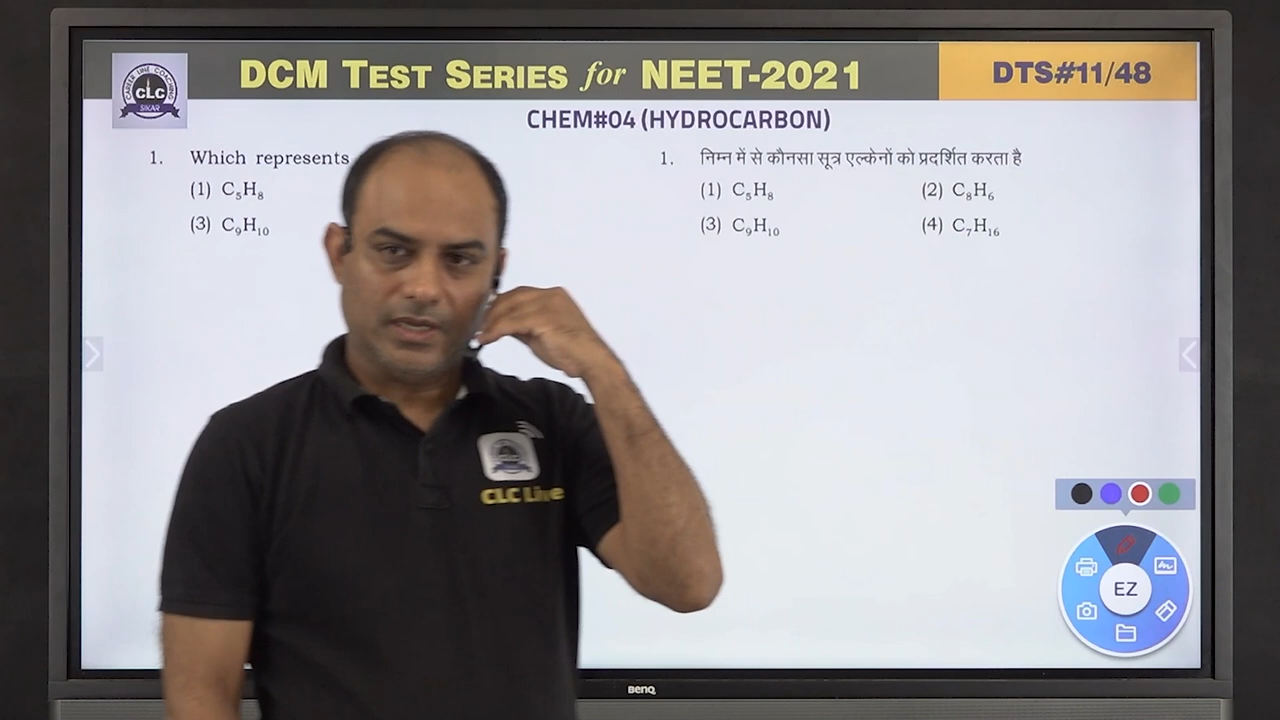 DCM TEST SERIES for NEET-2021
DTS#11/48
CAREER LINE COACHING
CLC
SIKAR
CHEM#04 (HYDROCARBON)
1. Which represents
(1) C₅H₈
(3) C₉H₁₀
1. निम्न में से कौनसा सूत्र एल्केनों को प्रदर्शित करता है
(1) C₅H₈ (2) C₈H₆
(3) C₉H₁₀ (4) C₇H₁₆
CLC
CLC Live
EZ
BenQ